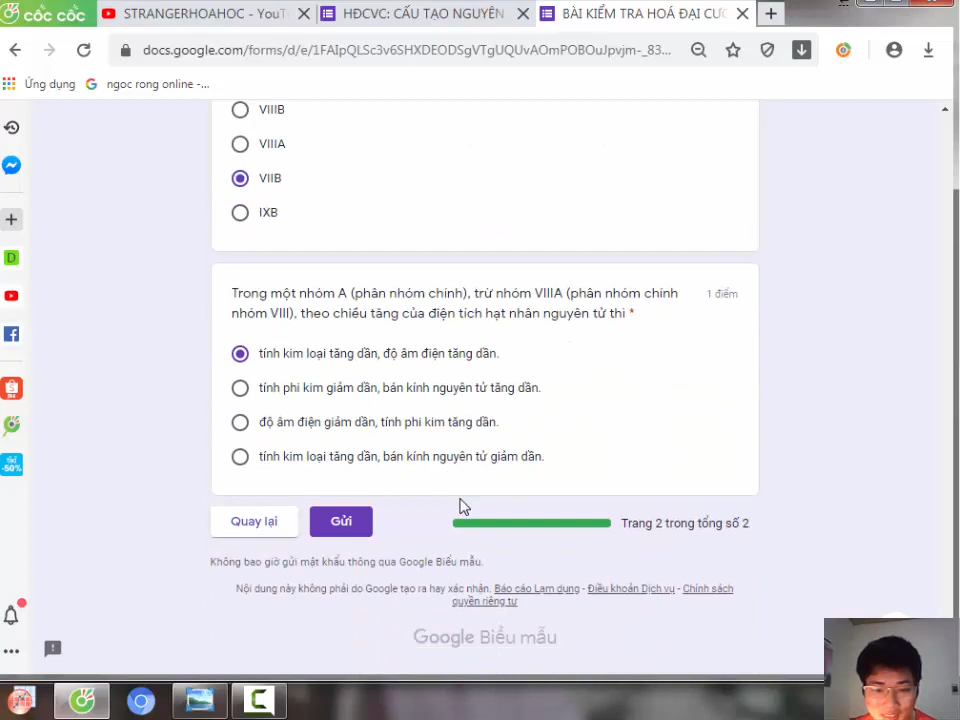 cốc cốc
STRANGERHOAHOC - YouT
HĐCVC: CẤU TẠO NGUYÊN
BÀI KIỂM TRA HOÁ ĐẠI CƯƠ
docs.google.com/forms/d/e/1FAIpQLSc3v6SHXDEODSgVTgUQUvAOmPOBOuJpvjm-_83...
Ứng dụng
ngoc rong online -...
VIIIB
VIIIA
VIIB
IXB
Trong một nhóm A (phân nhóm chính), trừ nhóm VIIIA (phân nhóm chính
nhóm VIII), theo chiều tăng của điện tích hạt nhân nguyên tử thì *
1 điểm
tính kim loại tăng dần, độ âm điện tăng dần.
tính phi kim giảm dần, bán kính nguyên tử tăng dần.
độ âm điện giảm dần, tính phi kim tăng dần.
tính kim loại tăng dần, bán kính nguyên tử giảm dần.
Quay lại
Gửi
Trang 2 trong tổng số 2
Không bao giờ gửi mật khẩu thông qua Google Biểu mẫu.
Nội dung này không phải do Google tạo ra hay xác nhận. Báo cáo Lạm dụng - Điều khoản Dịch vụ - Chính sách
quyền riêng tư
Google Biểu mẫu
D
-50%